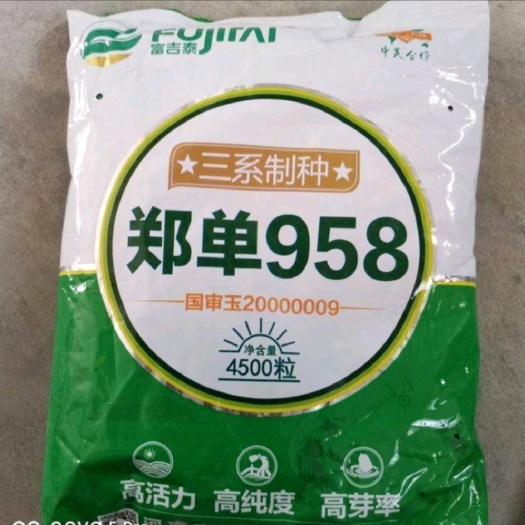 FUJITAI
富吉泰
中美合作
★三系制种★
郑单958
国审玉20000009
净含量
4500粒
高活力 高纯度 高芽率